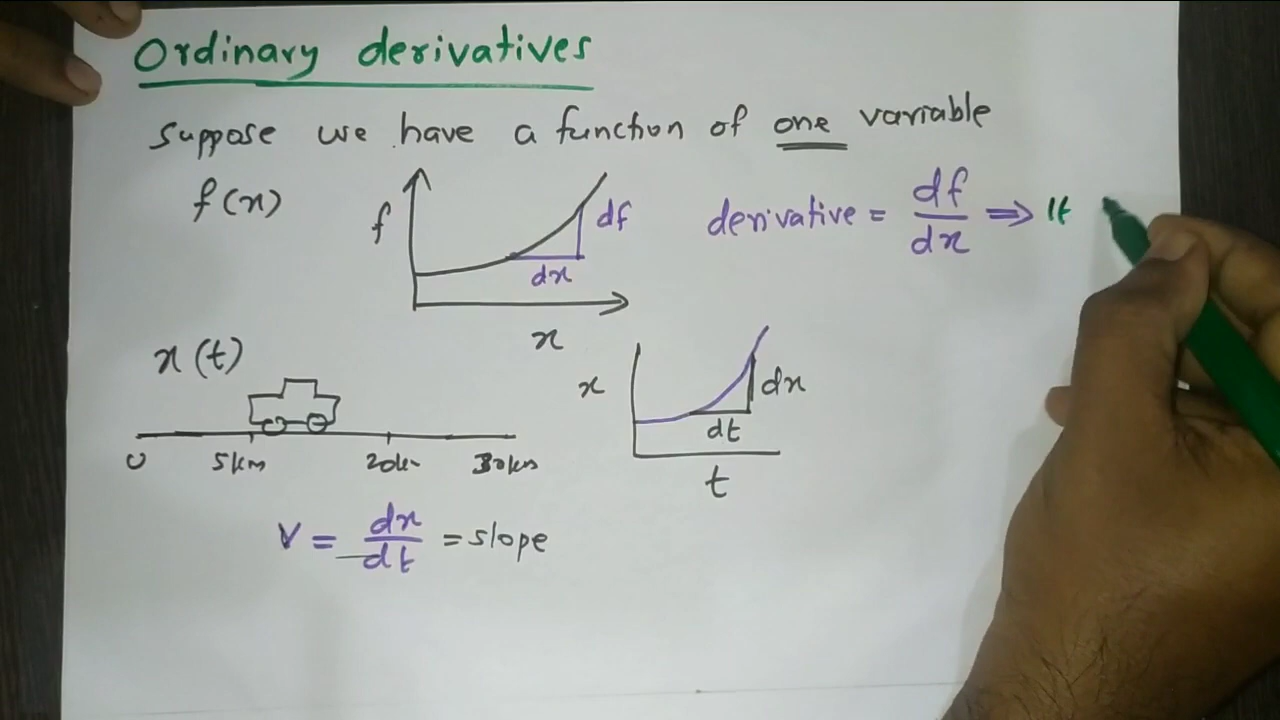 Ordinary derivatives
Suppose we have a function of one variable
f(x)
f
df
dx
x
derivative = df/dx ⇒ It
x(t)
0 5km 20km 30km
x
dx
dt
t
V = dx/dt = slope